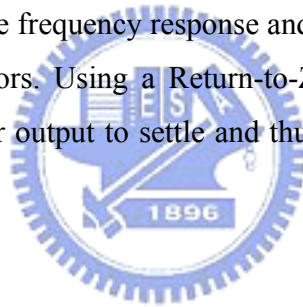 e frequency response and
ors. Using a Return-to-Z
r output to settle and thu
E S A
1896